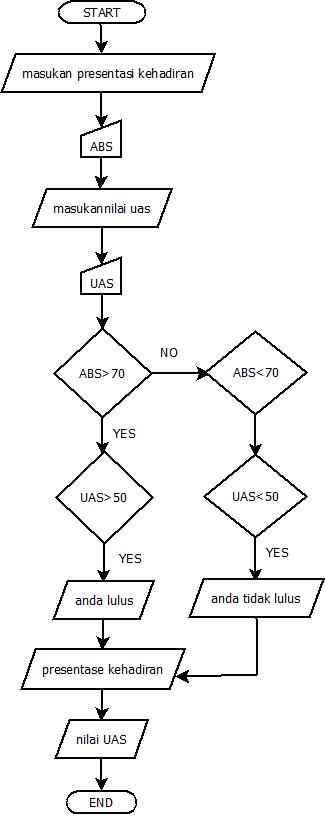 START
masukan presentasi kehadiran
ABS
masukannilai uas
UAS
ABS>70
NO
ABS<70
YES
UAS>50
UAS<50
YES
YES
anda lulus
anda tidak lulus
presentase kehadiran
nilai UAS
END